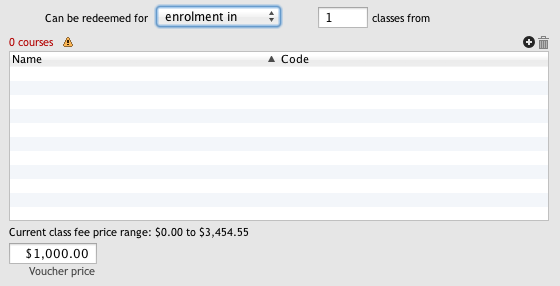 Can be redeemed for enrolment in 1 classes from
0 courses
Name Code
Current class fee price range: $0.00 to $3,454.55
$1,000.00
Voucher price